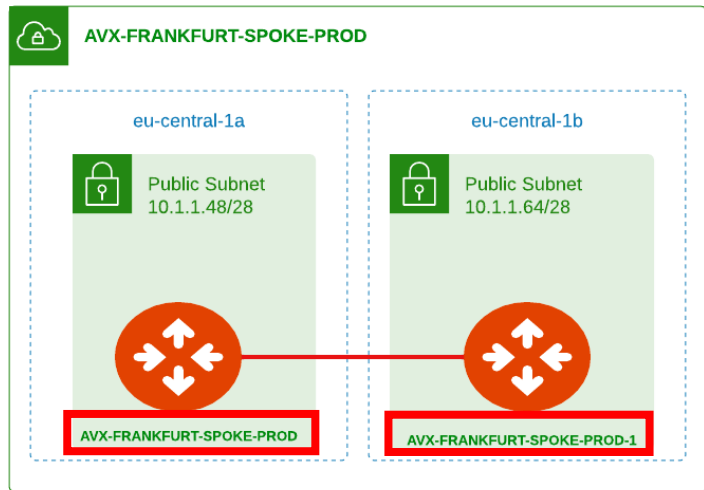 AVX-FRANKFURT-SPOKE-PROD
eu-central-1a
eu-central-1b
Public Subnet
10.1.1.48/28
Public Subnet
10.1.1.64/28
AVX-FRANKFURT-SPOKE-PROD
AVX-FRANKFURT-SPOKE-PROD-1